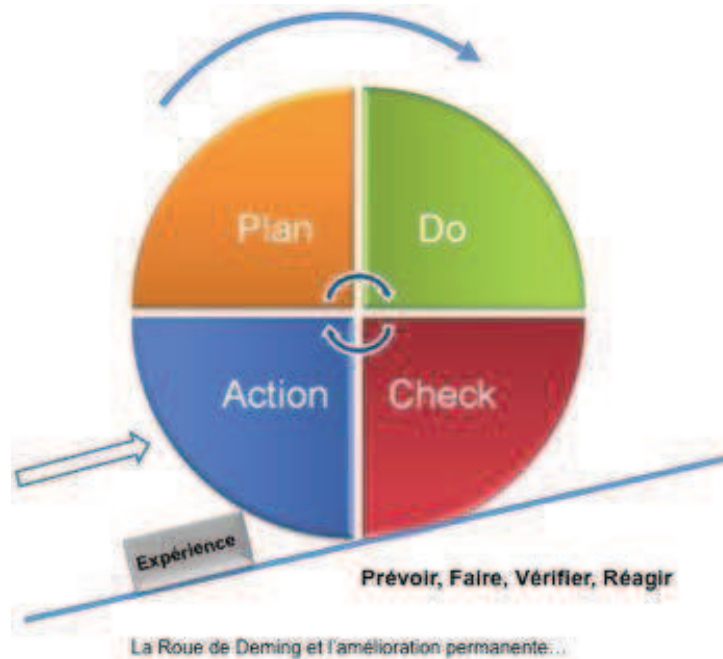 Plan
Do
Action
Check
Expérience
Prévoir, Faire, Vérifier, Réagir
La Roue de Deming et l'amélioration permanente...